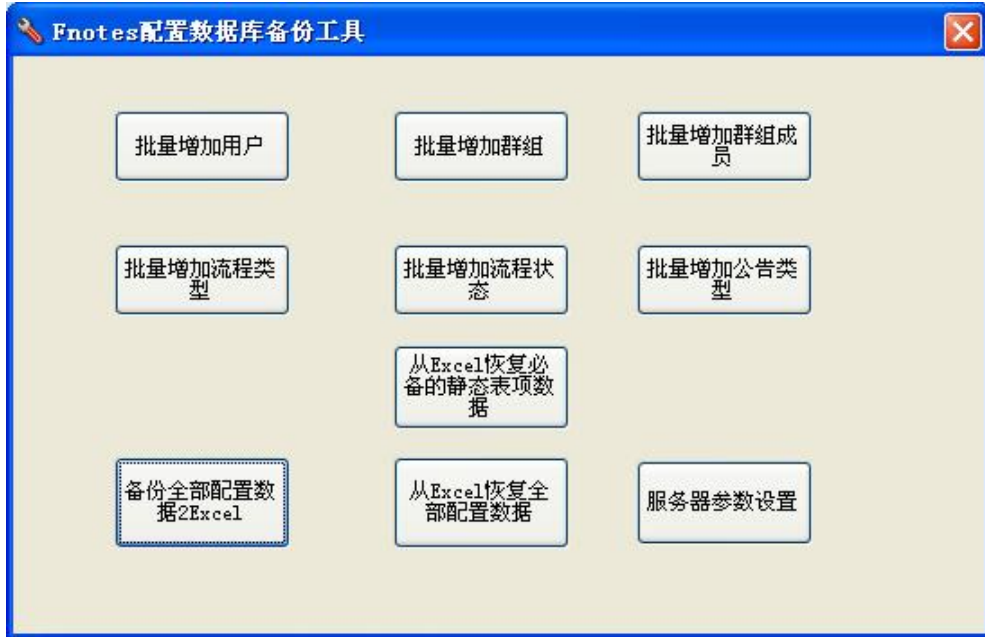 Fnotes配置数据库备份工具
批量增加用户
批量增加群组
批量增加群组成
员
批量增加流程类
型
批量增加流程状
态
批量增加公告类
型
从Excel恢复必
备的静态表项数
据
备份全部配置数
据2Excel
从Excel恢复全
部配置数据
服务器参数设置